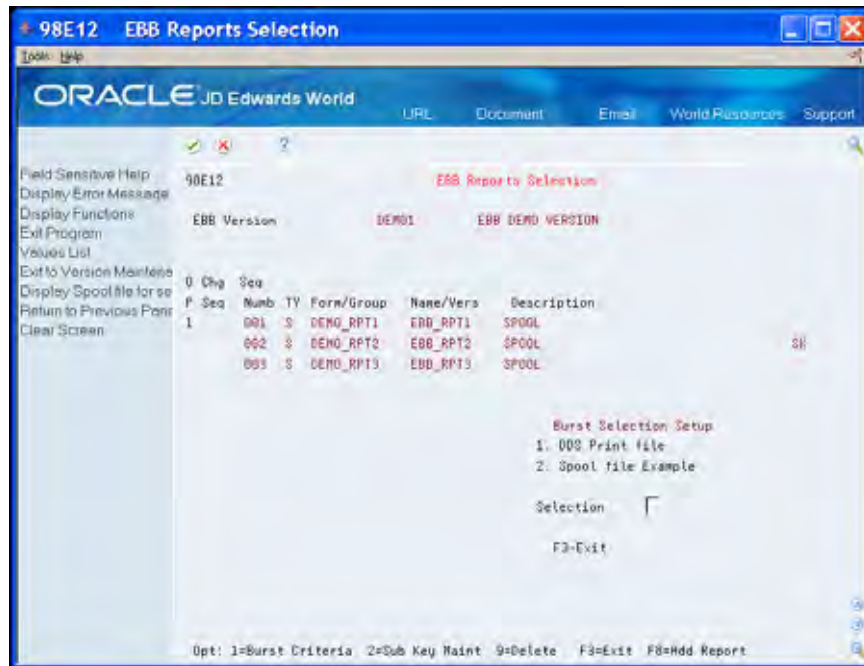 98E12 EBB Reports Selection
Tools Help
ORACLE JD Edwards World
URL Document Email World Resources Support
?
Field Sensitive Help
Display Error Message
Display Functions
Exit Program
Values List
Exit to Version Maintena
Display Spool file for se
Return to Previous Pane
Clear Screen
98E12 EBB Reports Selection
EBB Version DEMO1 EBB DEMO VERSION
O Chg Seq
P Seq Numb TY Form/Group Name/Vers Description
1 001 S DEMO_RPT1 EBB_RPT1 SPOOL
002 S DEMO_RPT2 EBB_RPT2 SPOOL
003 S DEMO_RPT3 EBB_RPT3 SPOOL
Burst Selection Setup
1. DDS Print file
2. Spool file Example
Selection
F3-Exit
Opt: 1=Burst Criteria 2=Sub Key Maint 9=Delete F3=Exit F8=Add Report